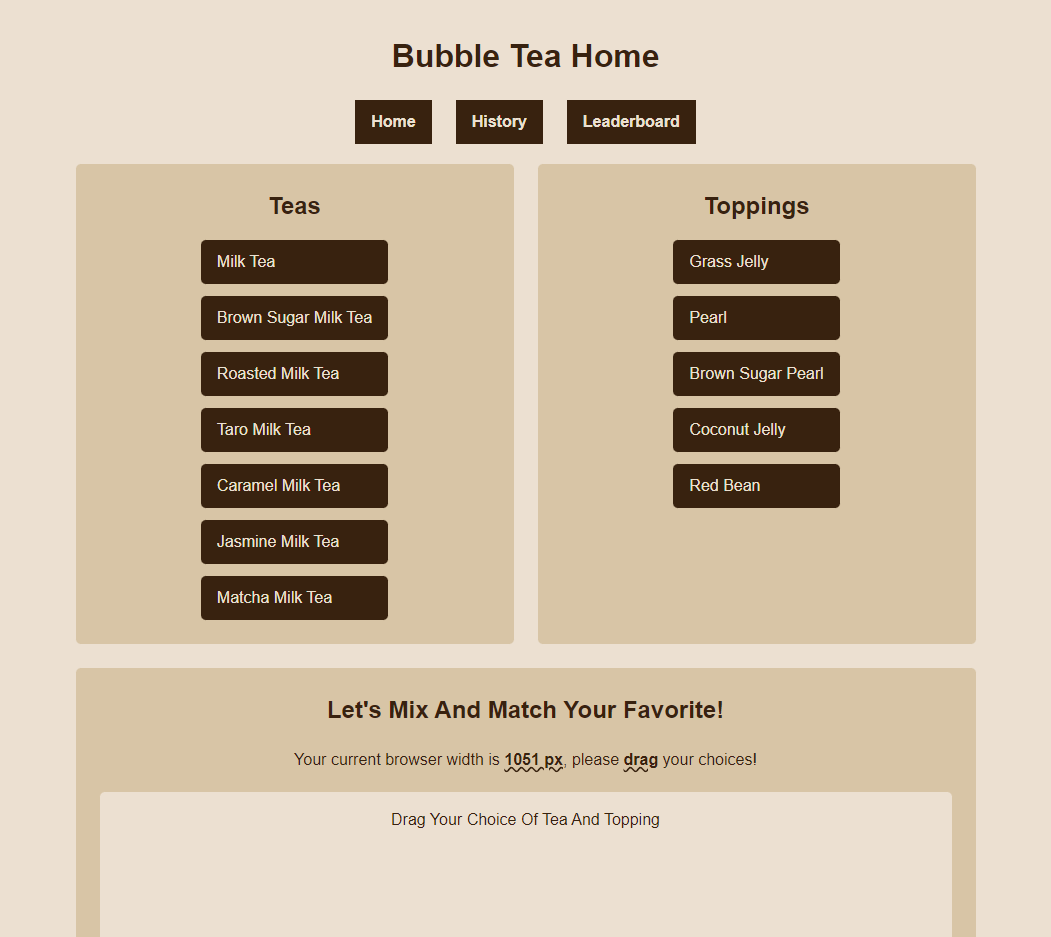 Bubble Tea Home
Home History Leaderboard
Teas
Milk Tea
Brown Sugar Milk Tea
Roasted Milk Tea
Taro Milk Tea
Caramel Milk Tea
Jasmine Milk Tea
Matcha Milk Tea
Toppings
Grass Jelly
Pearl
Brown Sugar Pearl
Coconut Jelly
Red Bean
Let's Mix And Match Your Favorite!
Your current browser width is 1051 px, please drag your choices!
Drag Your Choice Of Tea And Topping